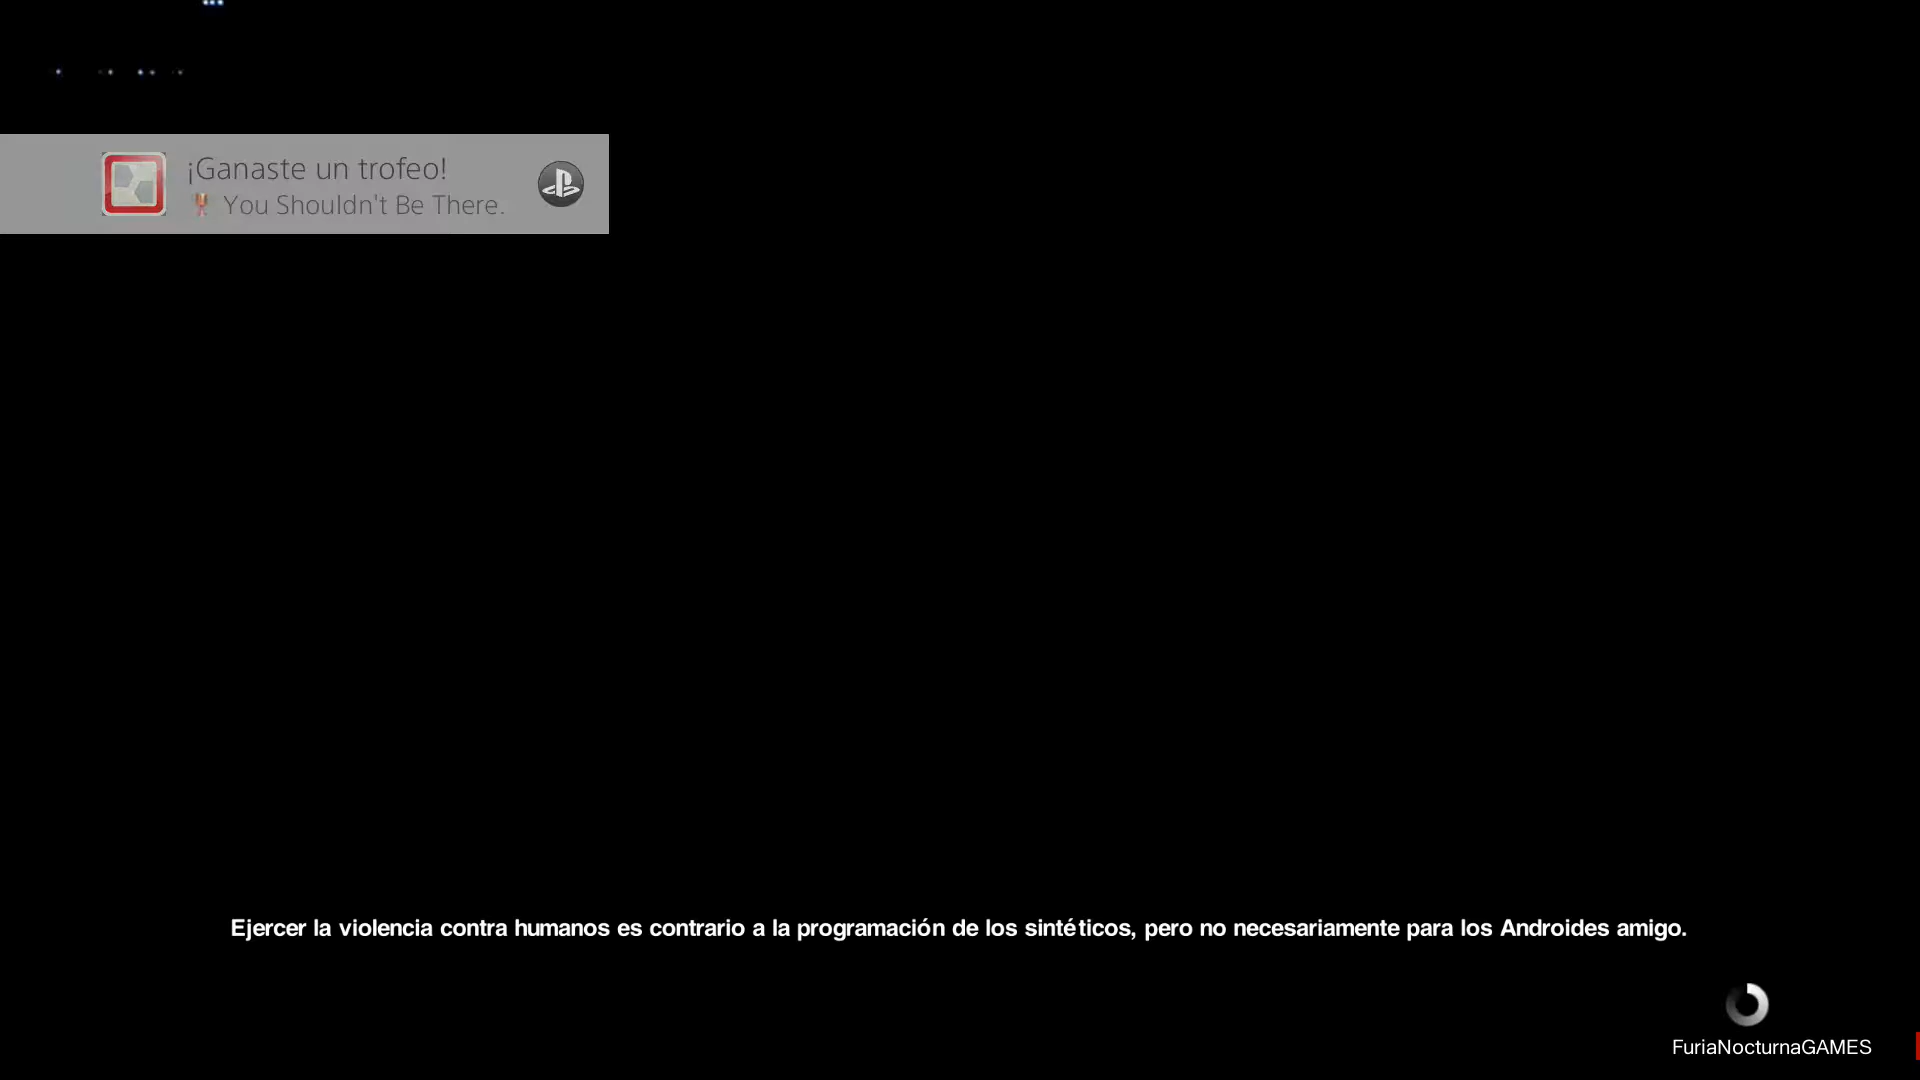 ¡Ganaste un trofeo!
You Shouldn't Be There.
Ejercer la violencia contra humanos es contrario a la programación de los sintéticos, pero no necesariamente para los Androides amigo.
FuriaNocturnaGAMES